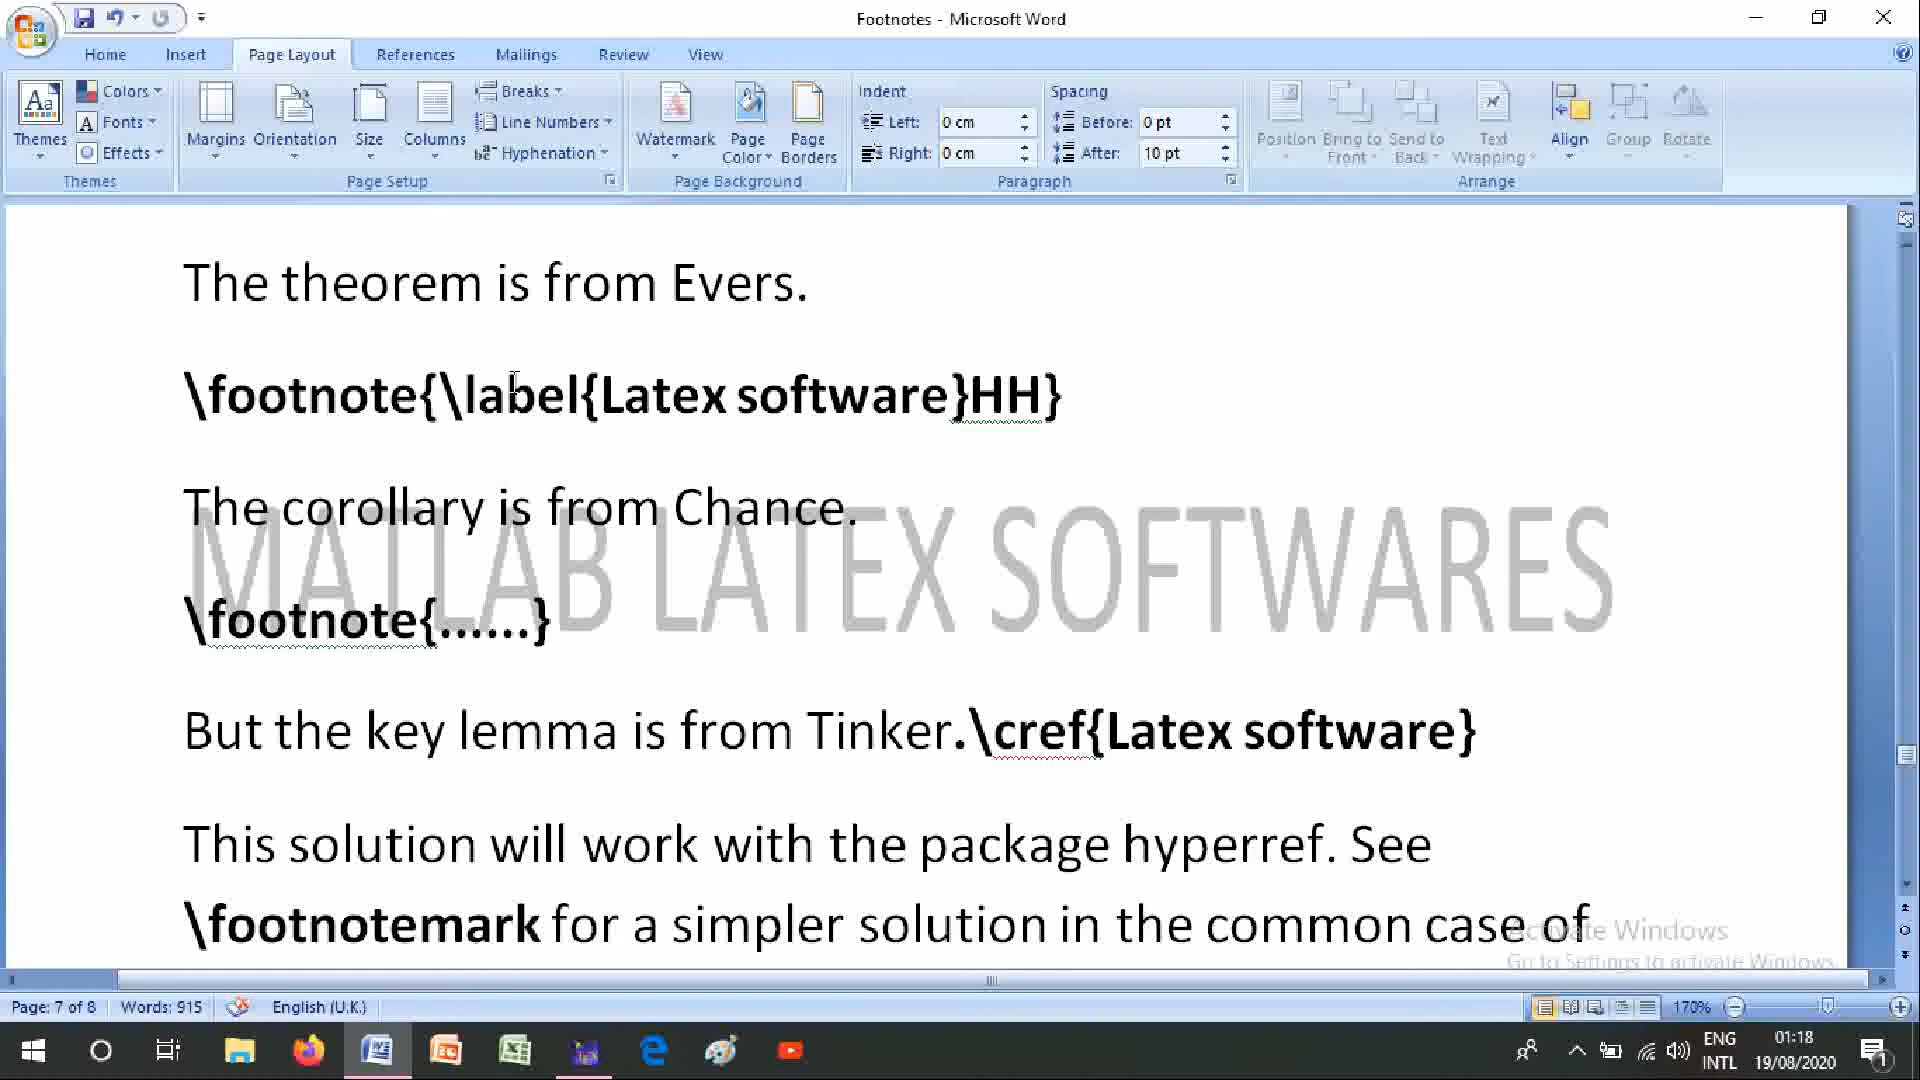 Footnotes - Microsoft Word
Home Insert Page Layout References Mailings Review View
Aa Themes Colors A Fonts Effects Themes
Margins Orientation Size Columns Breaks Line Numbers Hyphenation Page Setup
Watermark Page Color Page Borders Page Background
Indent Left: 0 cm Right: 0 cm Spacing Before: 0 pt After: 10 pt Paragraph
Position Bring to Front Send to Back Text Wrapping Align Group Rotate Arrange
The theorem is from Evers.
\footnote{\label{Latex software}HH}
The corollary is from Chance.
MATLAB LATEX SOFTWARES
\footnote{......}
But the key lemma is from Tinker.\cref{Latex software}
This solution will work with the package hyperref. See
\footnotemark for a simpler solution in the common case of
Activate Windows
Go to Settings to activate Windows.
Page: 7 of 8 Words: 915 English (U.K.) 170%
ENG 01:18
INTL 19/08/2020 1